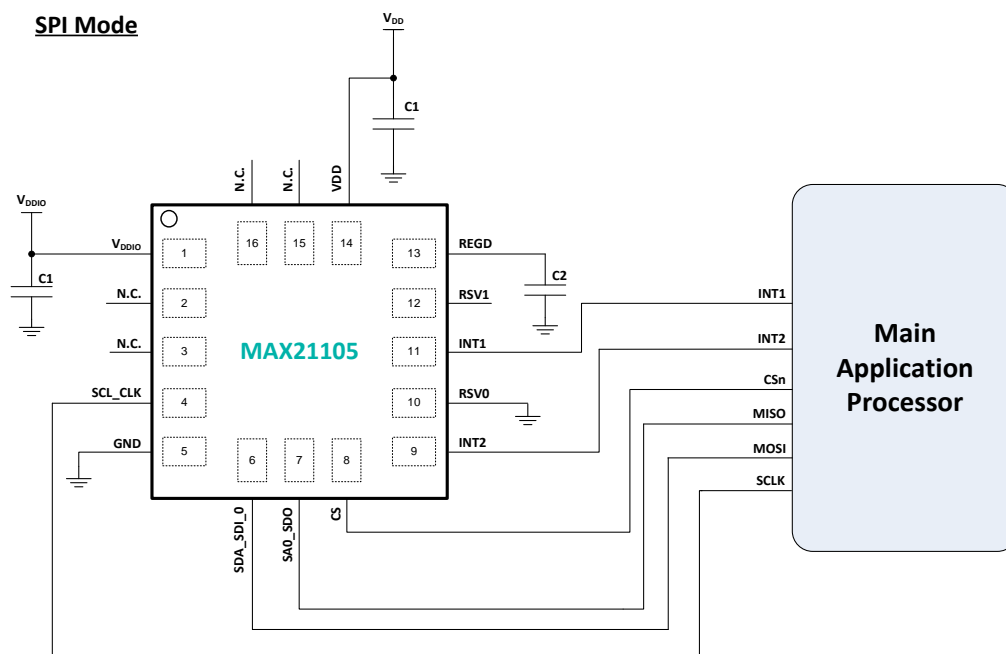 SPI Mode
VDD
C1
N.C.
N.C.
VDD
VDDIO
C1
VDDIO
N.C.
N.C.
SCL_CLK
GND
1
2
3
4
5
16
15
14
13
12
11
10
9
6
7
8
MAX21105
REGD
C2
RSV1
INT1
RSV0
INT2
SDA_SDI_0
SA0_SDO
CS
INT1
INT2
CSn
MISO
MOSI
SCLK
Main
Application
Processor